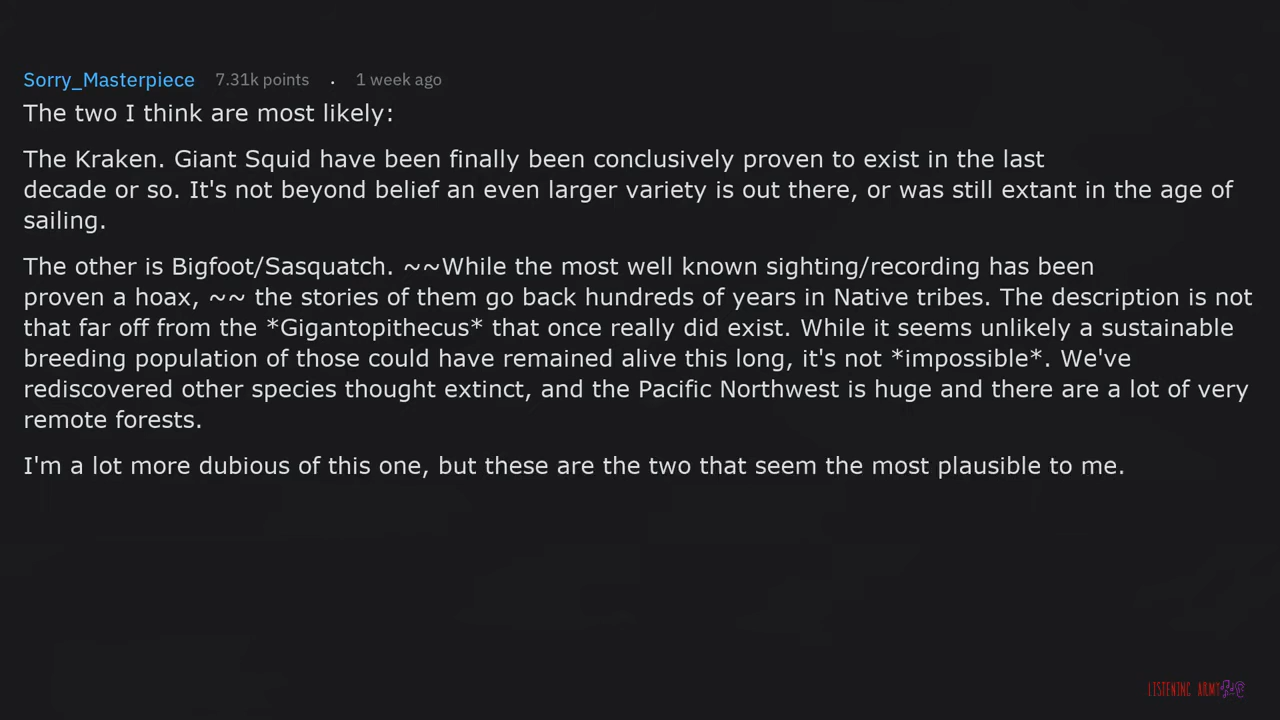 Sorry_Masterpiece 7.31k points . 1 week ago
The two I think are most likely:
The Kraken. Giant Squid have been finally been conclusively proven to exist in the last
decade or so. It's not beyond belief an even larger variety is out there, or was still extant in the age of
sailing.
The other is Bigfoot/Sasquatch. ~~While the most well known sighting/recording has been
proven a hoax, ~~ the stories of them go back hundreds of years in Native tribes. The description is not
that far off from the *Gigantopithecus* that once really did exist. While it seems unlikely a sustainable
breeding population of those could have remained alive this long, it's not *impossible*. We've
rediscovered other species thought extinct, and the Pacific Northwest is huge and there are a lot of very
remote forests.
I'm a lot more dubious of this one, but these are the two that seem the most plausible to me.
LISTENING ARMY